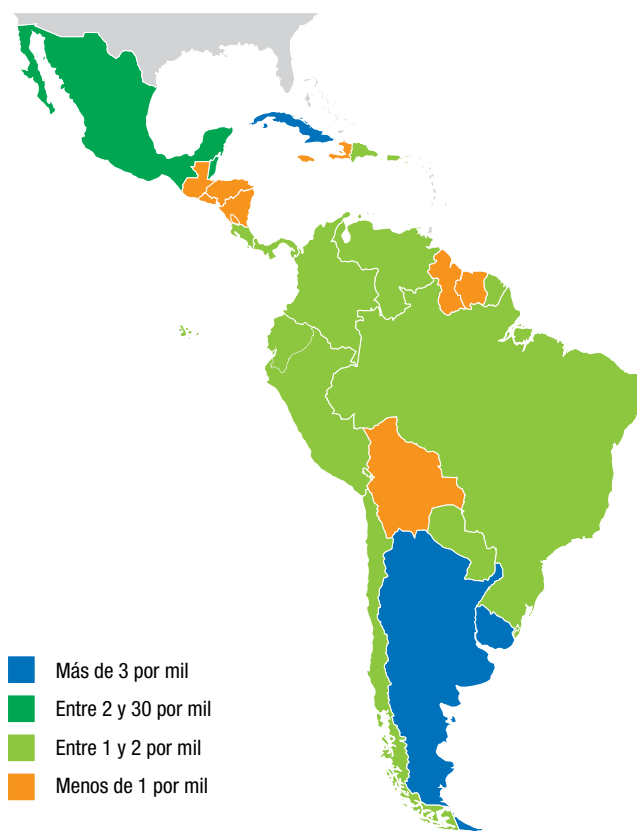 Más de 3 por mil
Entre 2 y 30 por mil
Entre 1 y 2 por mil
Menos de 1 por mil